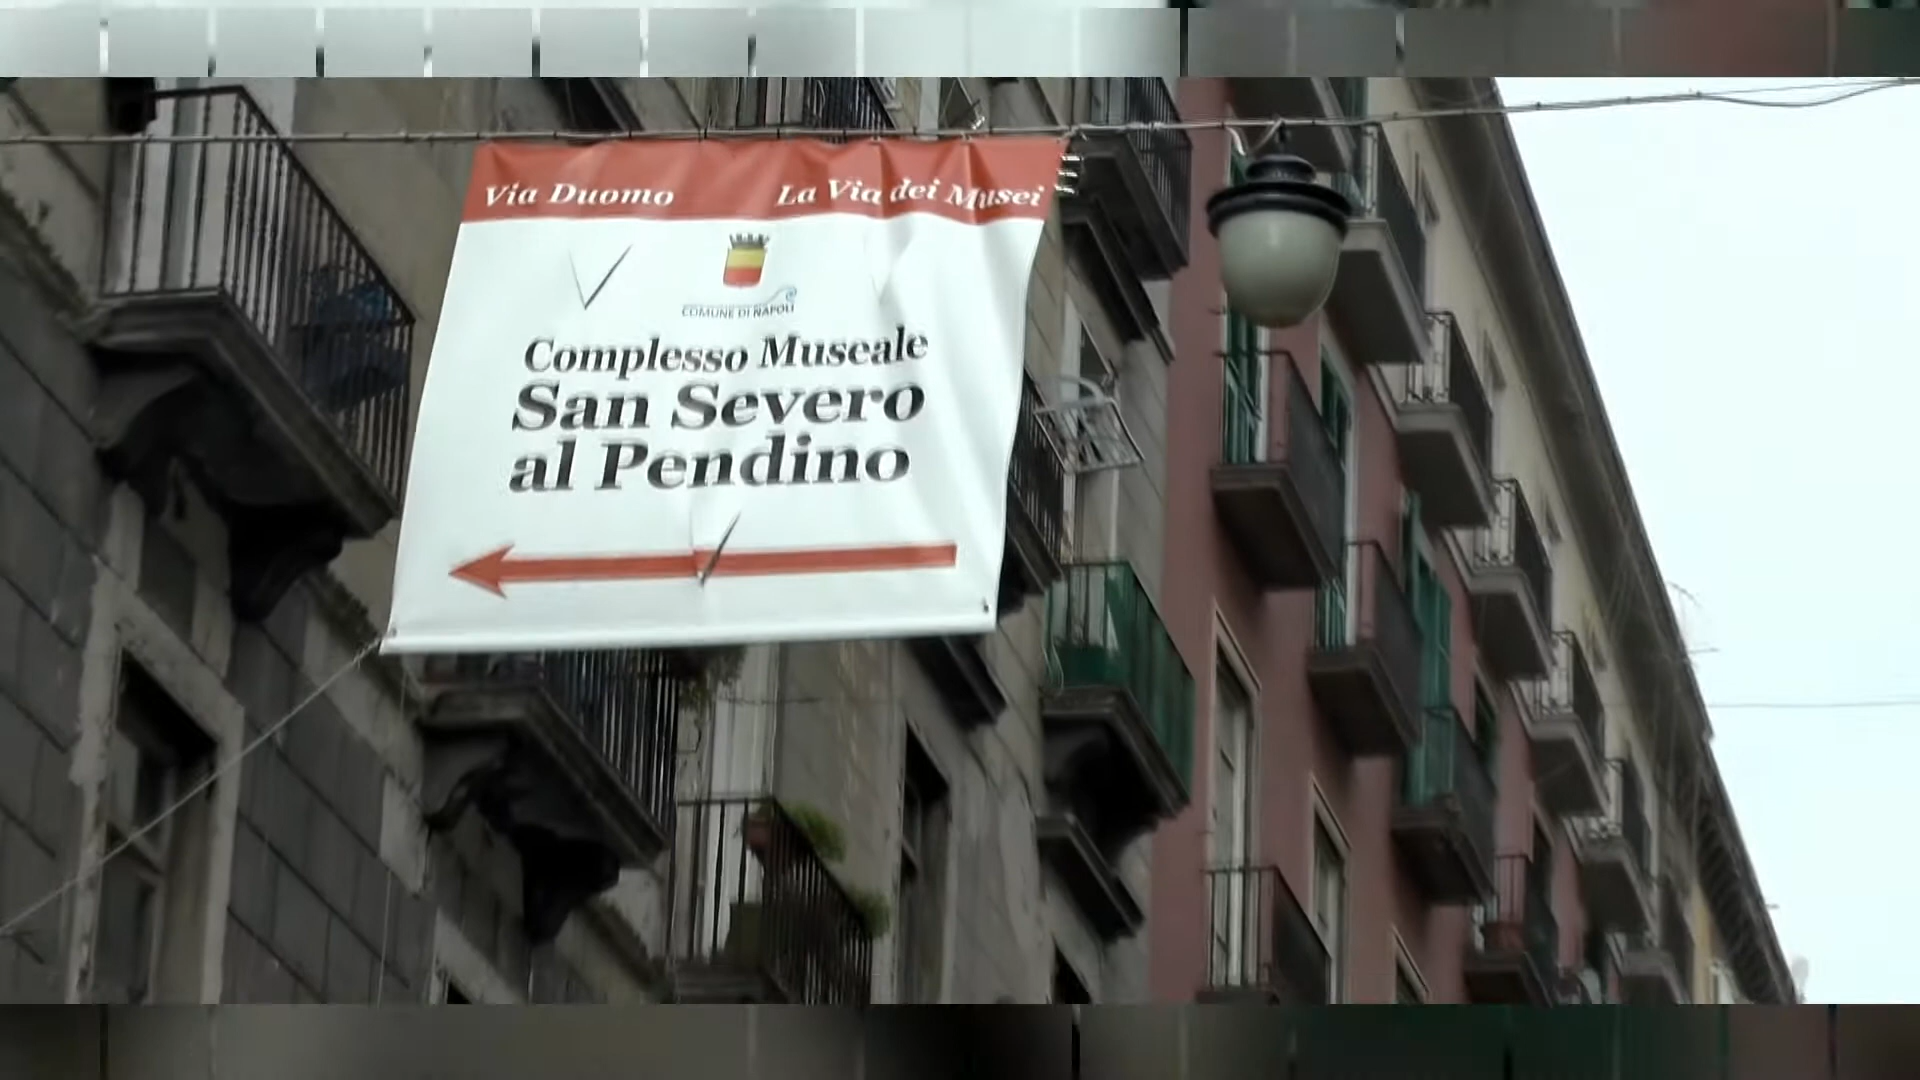 Via Duomo La Via dei Musei
COMUNE DI NAPOLI
Complesso Museale
San Severo
al Pendino